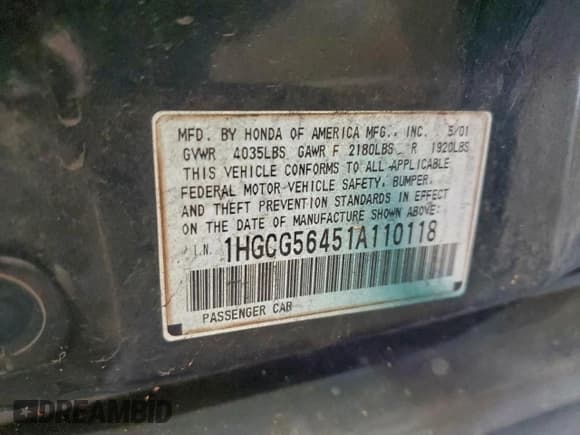 MFD. BY HONDA OF AMERICA MFG., INC. 5/01
GVWR 4035LBS GAWR F 2180LBS R 1920LBS
THIS VEHICLE CONFORMS TO ALL APPLICABLE
FEDERAL MOTOR VEHICLE SAFETY, BUMPER,
AND THEFT PREVENTION STANDARDS IN EFFECT
ON THE DATE OF MANUFACTURE SHOWN ABOVE:
V.I.N. 1HGCG56451A110118
PASSENGER CAR
DREAMBID